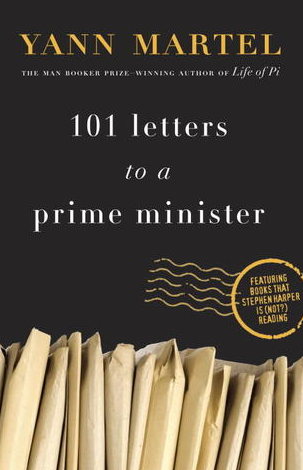 YANN MARTEL
THE MAN BOOKER PRIZE–WINNING AUTHOR OF Life of Pi
101 letters
to a
prime minister
FEATURING
BOOKS THAT
STEPHEN HARPER
IS (NOT?)
READING